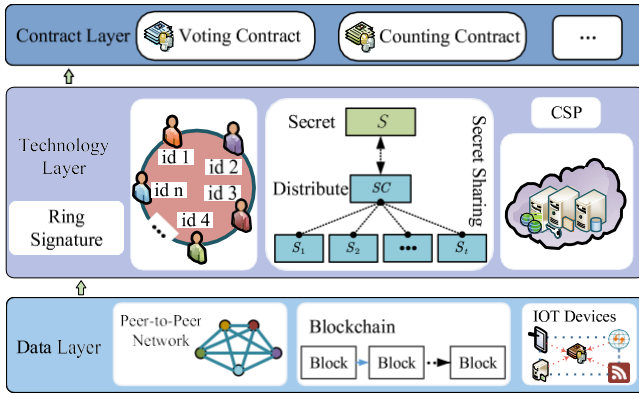 Contract Layer
Voting Contract
Counting Contract
...
Technology
Layer
Ring
Signature
id 1
id 2
id n
id 3
id 4
...
Secret
S
Distribute
SC
S1
S2
•••
St
Secret Sharing
CSP
Data Layer
Peer-to-Peer
Network
Blockchain
Block
Block
Block
IOT Devices